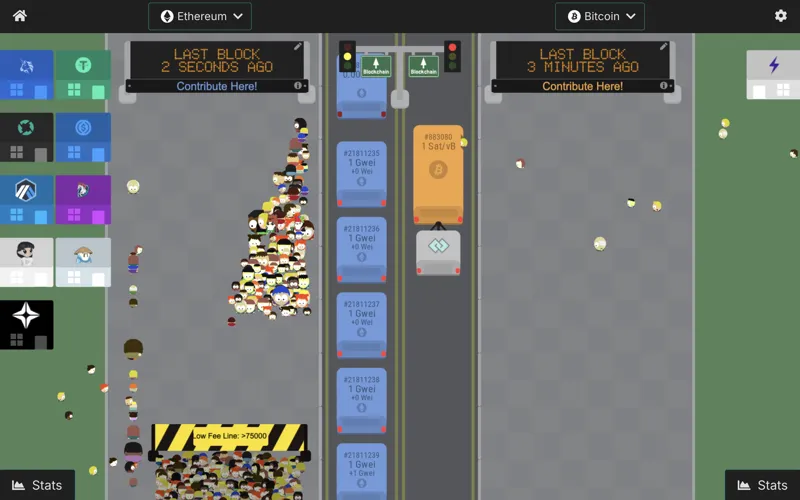 Ethereum
Bitcoin
LAST BLOCK
2 SECONDS AGO
Contribute Here!
Blockchain
Blockchain
LAST BLOCK
3 MINUTES AGO
Contribute Here!
#21811235
1 Gwei
+0 Wei
#21811236
1 Gwei
+0 Wei
#21811237
1 Gwei
+0 Wei
#21811238
1 Gwei
+0 Wei
#21811239
1 Gwei
+1 Gwei
#883080
1 Sat/vB
Low Fee Line: >75000
Stats
Stats